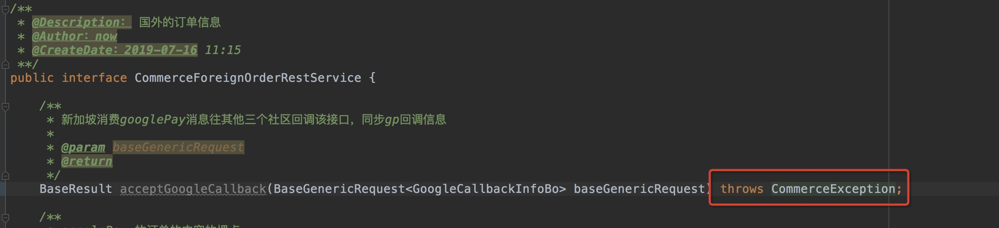 /**
* @Description: 国外的订单信息
* @Author: now
* @CreateDate: 2019-07-16 11:15
**/
public interface CommerceForeignOrderRestService {
/**
* 新加坡消费googlePay消息往其他三个社区回调该接口，同步gp回调信息
*
* @param baseGenericRequest
* @return
*/
BaseResult acceptGoogleCallback(BaseGenericRequest<GoogleCallbackInfoBo> baseGenericRequest) throws CommerceException;
/**